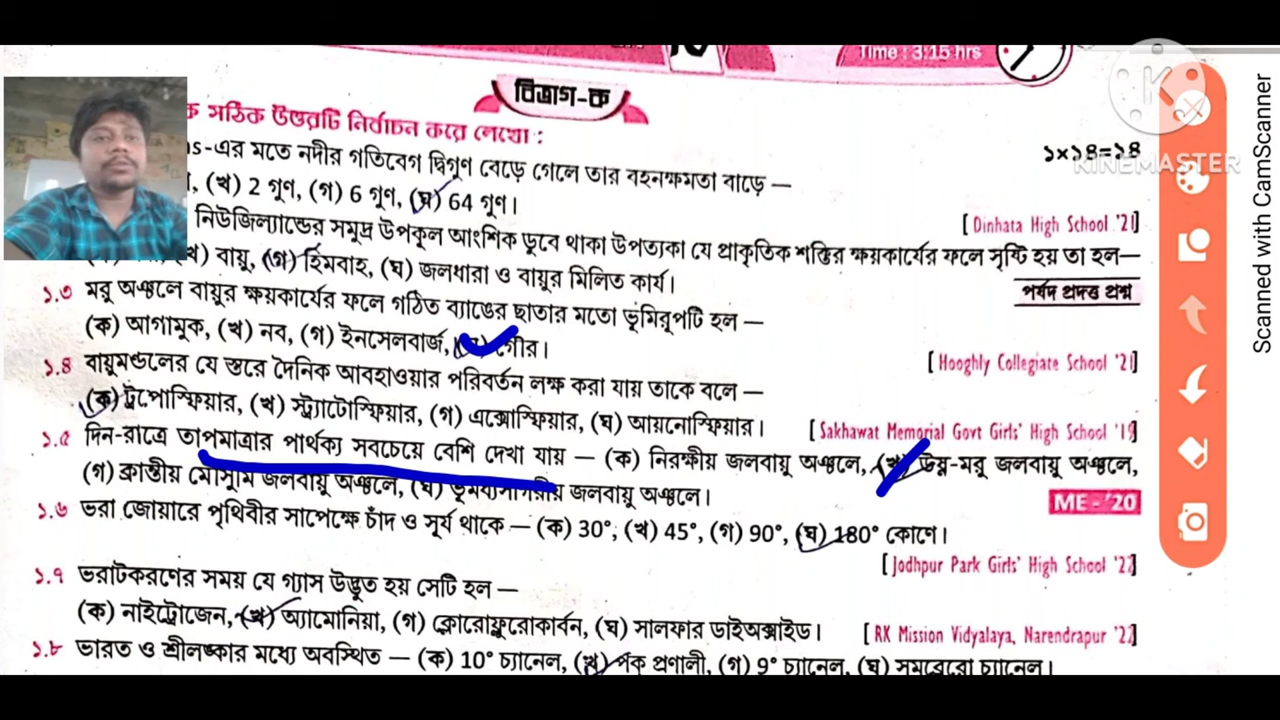 Time : 3:15 hrs
বিভাগ-ক
ক সঠিক উত্তরটি নির্বাচন করে লেখো :
১×১৪=১৪
KINEMASTER
ns-এর মতে নদীর গতিবেগ দ্বিগুণ বেড়ে গেলে তার বহনক্ষমতা বাড়ে —
(খ) 2 গুণ, (গ) 6 গুণ, (ঘ) 64 গুণ।
[ Dinhata High School '21]
নিউজিল্যান্ডের সমুদ্র উপকূল আংশিক ডুবে থাকা উপত্যকা যে প্রাকৃতিক শক্তির ক্ষয়কার্যের ফলে সৃষ্টি হয় তা হল—
বায়ু, (গ) হিমবাহ, (ঘ) জলধারা ও বায়ুর মিলিত কার্য।
পর্ষদ প্রদত্ত প্রশ্ন
১.৩ মরু অঞ্চলে বায়ুর ক্ষয়কার্যের ফলে গঠিত ব্যাঙের ছাতার মতো ভূমিরূপটি হল —
(ক) আগামুক, (খ) নব, (গ) ইনসেলবার্জ, গৌর।
[ Hooghly Collegiate School '21]
১.৪ বায়ুমণ্ডলের যে স্তরে দৈনিক আবহাওয়ার পরিবর্তন লক্ষ করা যায় তাকে বলে —
(ক) ট্রপোস্ফিয়ার, (খ) স্ট্র্যাটোস্ফিয়ার, (গ) এক্সোস্ফিয়ার, (ঘ) আয়নোস্ফিয়ার।
[ Sakhawat Memorial Govt Girls' High School '19]
১.৫ দিন-রাত্রে তাপমাত্রার পার্থক্য সবচেয়ে বেশি দেখা যায় — (ক) নিরক্ষীয় জলবায়ু অঞ্চলে, (খ) উষ্ণ-মরু জলবায়ু অঞ্চলে,
(গ) ক্রান্তীয় মৌসুমি জলবায়ু অঞ্চলে, (ঘ) ভূমধ্যসাগরীয় জলবায়ু অঞ্চলে।
ME - '20
১.৬ ভরা জোয়ারে পৃথিবীর সাপেক্ষে চাঁদ ও সূর্য থাকে — (ক) 30°, (খ) 45°, (গ) 90°, (ঘ) 180° কোণে।
[ Jodhpur Park Girls' High School '22]
১.৭ ভরাটকরণের সময় যে গ্যাস উদ্ভূত হয় সেটি হল —
(ক) নাইট্রোজেন, (খ) অ্যামোনিয়া, (গ) ক্লোরোফ্লুরোকার্বন, (ঘ) সালফার ডাইঅক্সাইড।
[ RK Mission Vidyalaya, Narendrapur '22]
১.৮ ভারত ও শ্রীলঙ্কার মধ্যে অবস্থিত — (ক) 10° চ্যানেল, (খ) পক্ প্রণালী, (গ) 9° চ্যানেল, (ঘ) সমব্রেরো চ্যানেল।
Scanned with CamScanner